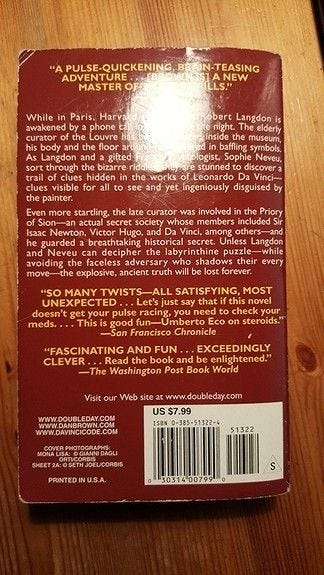 "A PULSE-QUICKENING, BRAIN-TEASING
ADVENTURE . . . [BROWN IS] A NEW
MASTER OF THRILLS."
While in Paris, Harvard Robert Langdon is
awakened by a phone call in the night. The elderly
curator of the Louvre has been inside the museum,
his body and the floor around in baffling symbols.
As Langdon and a gifted cryptologist, Sophie Neveu,
sort through the bizarre riddles, they are stunned to discover a
trail of clues hidden in the works of Leonardo Da Vinci—
clues visible for all to see and yet ingeniously disguised by
the painter.
Even more startling, the late curator was involved in the Priory
of Sion—an actual secret society whose members included Sir
Isaac Newton, Victor Hugo, and Da Vinci, among others—and
he guarded a breathtaking historical secret. Unless Langdon
and Neveu can decipher the labyrinthine puzzle—while
avoiding the faceless adversary who shadows their every
move—the explosive, ancient truth will be lost forever.
"SO MANY TWISTS—ALL SATISFYING, MOST
UNEXPECTED . . . Let's just say that if this novel
doesn't get your pulse racing, you need to check your
meds. . . . This is good fun—Umberto Eco on steroids."
—San Francisco Chronicle
"FASCINATING AND FUN . . . EXCEEDINGLY
CLEVER . . . Read the book and be enlightened."
—The Washington Post Book World
Visit our Web site at www.doubleday.com
WWW.DOUBLEDAY.COM
WWW.DANBROWN.COM
WWW.DAVINCICODE.COM
COVER PHOTOGRAPHS:
MONA LISA: © GIANNI DAGLI
ORTI/CORBIS
SHEET 2A: © SETH JOEL/CORBIS
PRINTED IN U.S.A.
US $7.99
ISBN 0-385-51322-4
51322
0 30314 00799 0
S